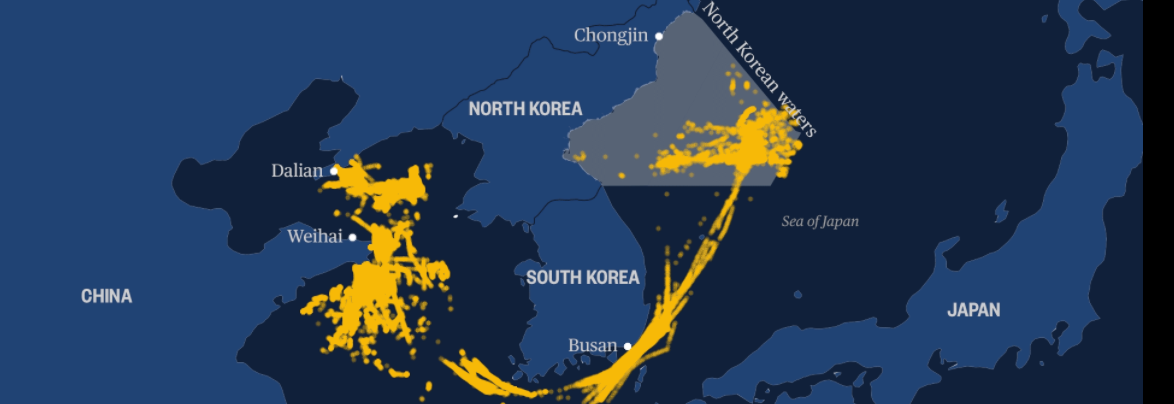 North Korean waters
Chongjin
NORTH KOREA
Dalian
Sea of Japan
Weihai
SOUTH KOREA
CHINA
JAPAN
Busan